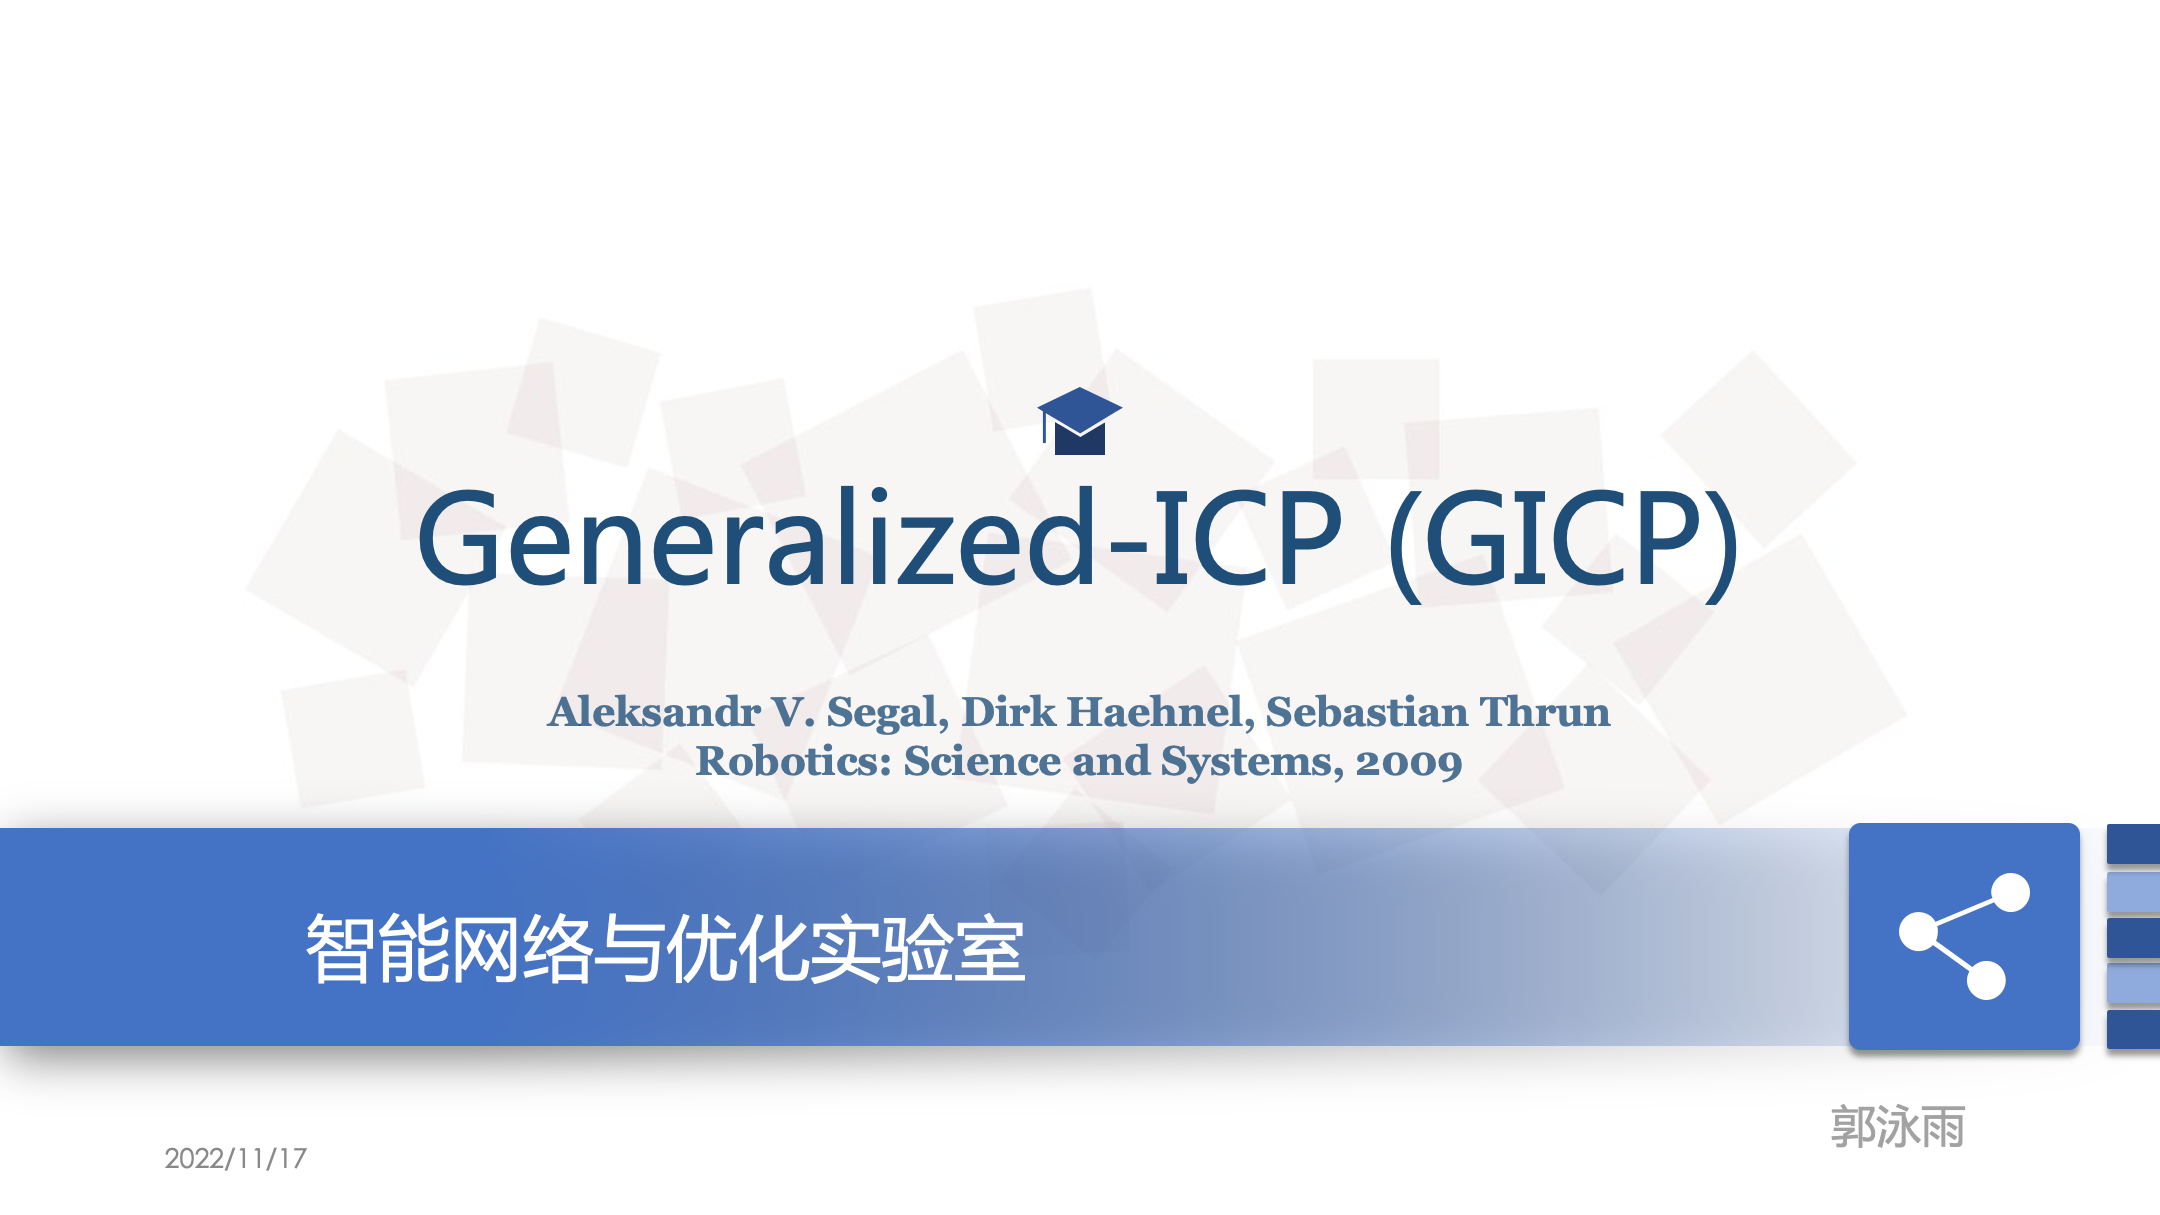 Generalized-ICP (GICP)
Aleksandr V. Segal, Dirk Haehnel, Sebastian Thrun
Robotics: Science and Systems, 2009
智能网络与优化实验室
郭泳雨
2022/11/17